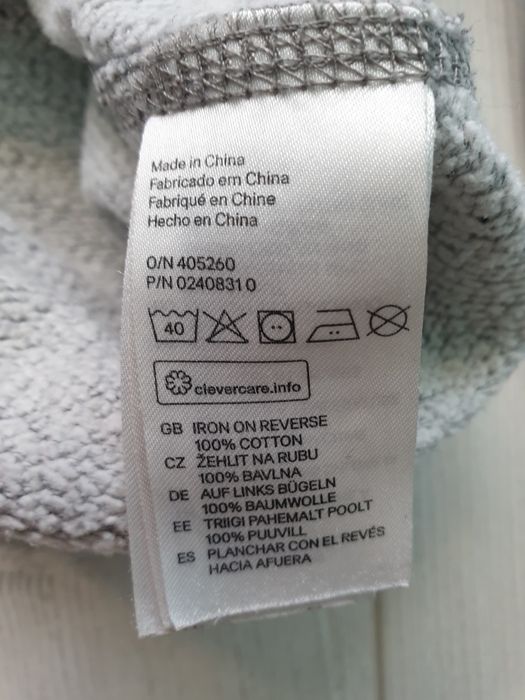 Made in China
Fabricado em China
Fabriqué en Chine
Hecho en China
O/N 405260
P/N 02408310
40
clevercare.info
GB IRON ON REVERSE
100% COTTON
CZ ŽEHLIT NA RUBU
100% BAVLNA
DE AUF LINKS BÜGELN
100% BAUMWOLLE
EE TRIIGI PAHEMALT POOLT
100% PUUVILL
ES PLANCHAR CON EL REVÉS
HACIA AFUERA